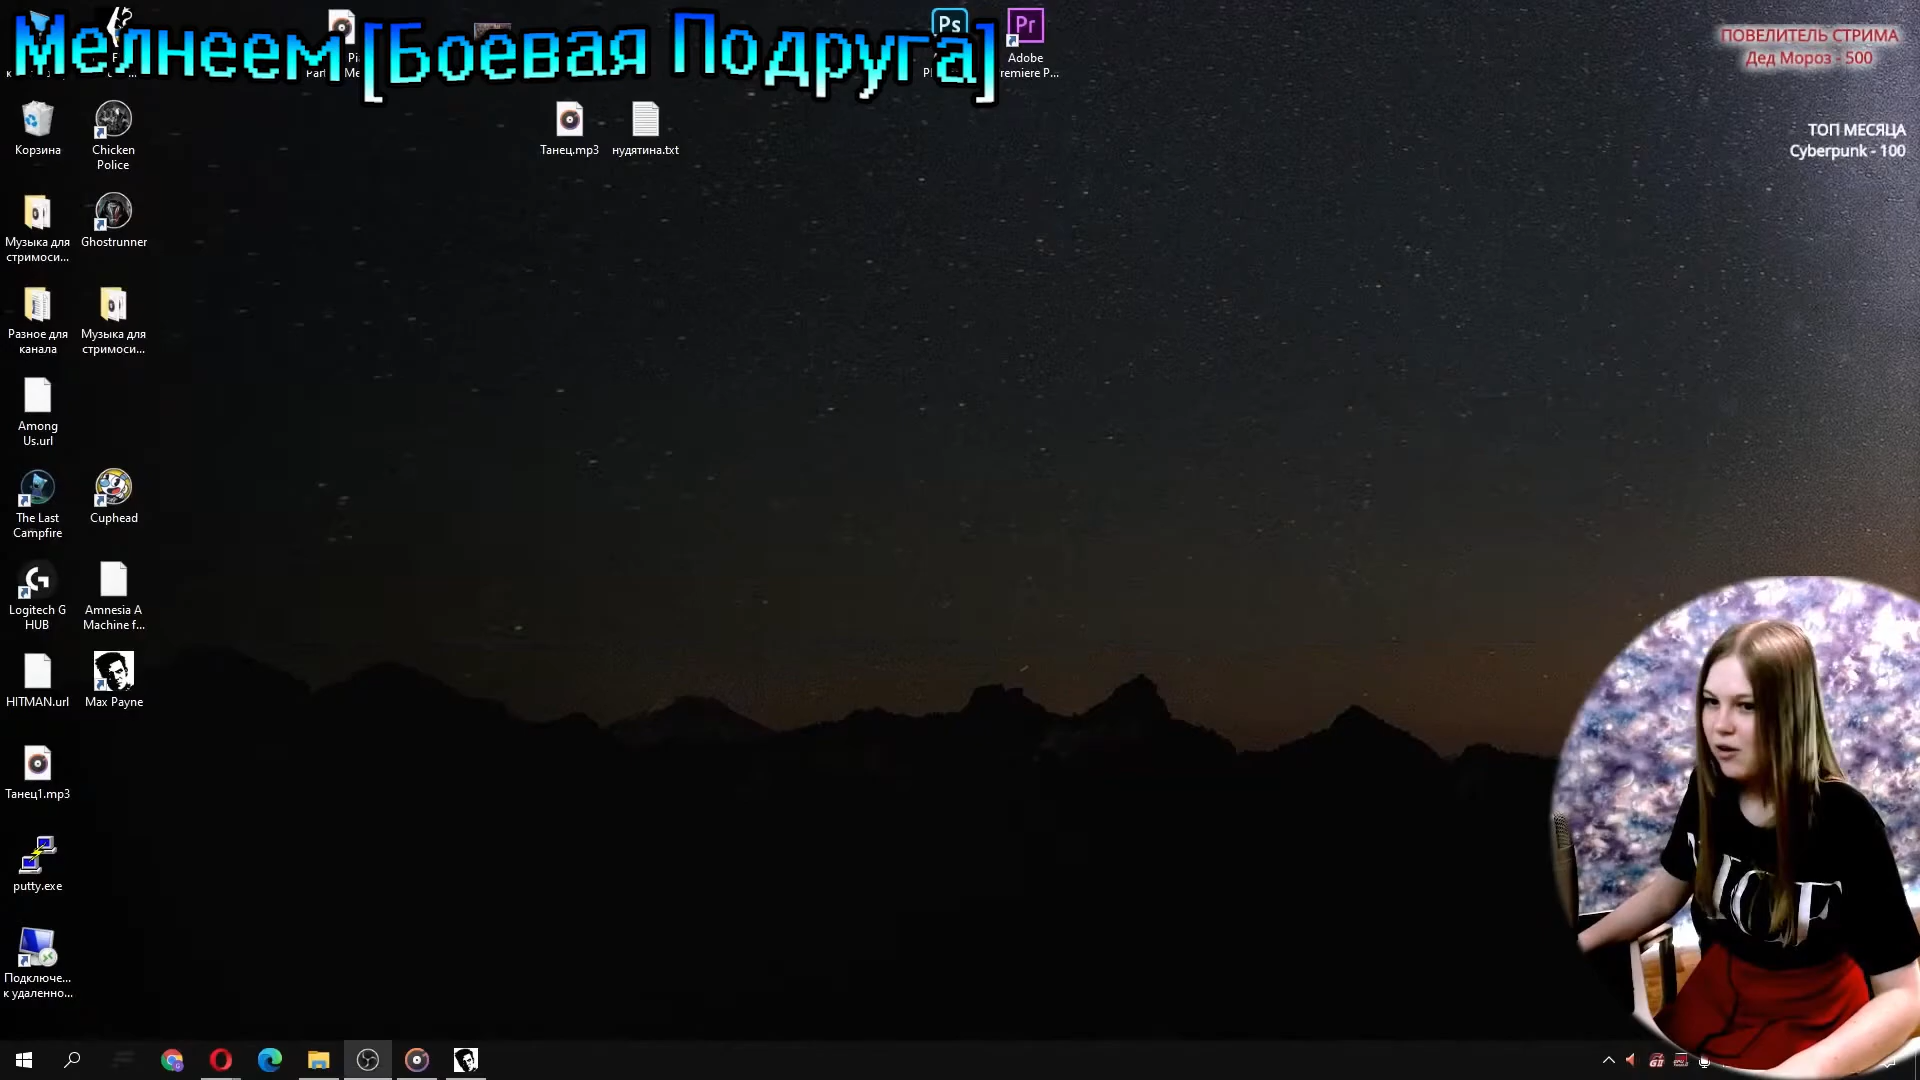 Мелнеем [Боевая Подруга]
Ps
Pr
Adobe
remiere P...
ПОВЕЛИТЕЛЬ СТРИМА
Дед Мороз - 500
ТОП МЕСЯЦА
Cyberpunk - 100
Корзина
Chicken
Police
Танец.mp3
нудятина.txt
Музыка для
стримоси...
Ghostrunner
Разное для
канала
Музыка для
стримоси...
Among
Us.url
The Last
Campfire
Cuphead
Logitech G
HUB
Amnesia A
Machine f...
HITMAN.url
Max Payne
Танец1.mp3
putty.exe
Подключе...
к удаленно...